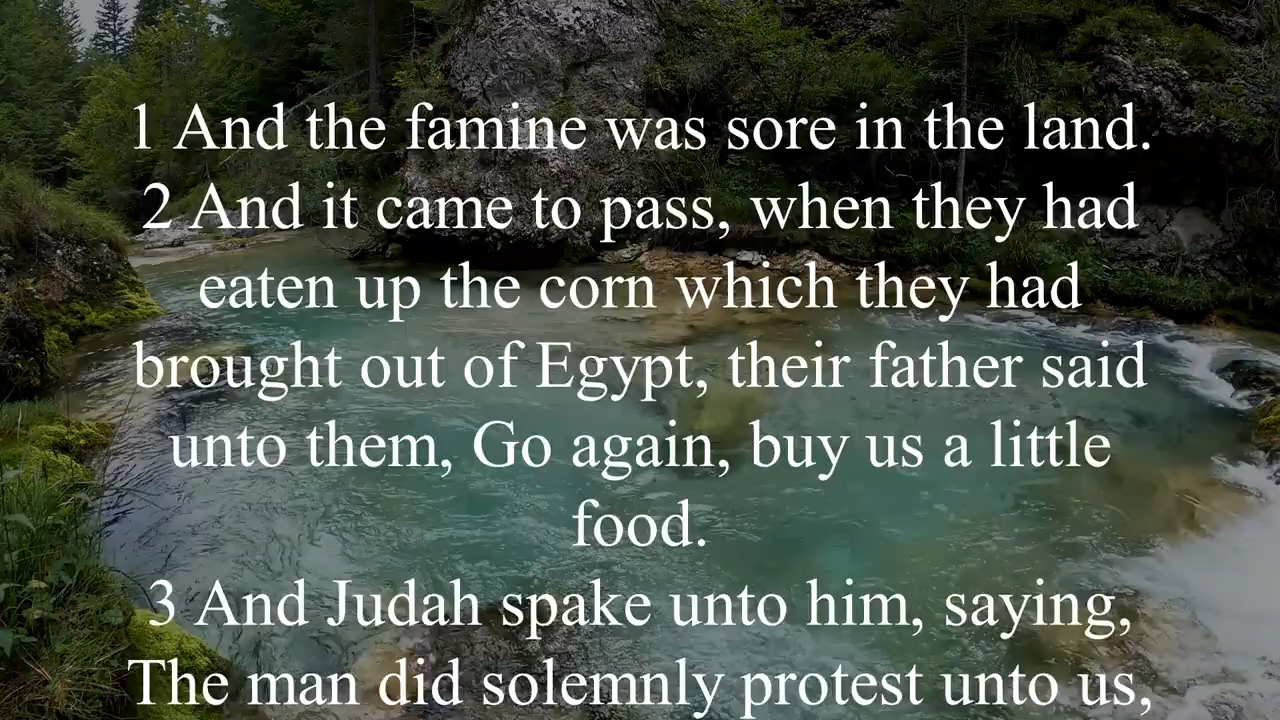 1 And the famine was sore in the land.
2 And it came to pass, when they had
eaten up the corn which they had
brought out of Egypt, their father said
unto them, Go again, buy us a little
food.
3 And Judah spake unto him, saying,
The man did solemnly protest unto us,